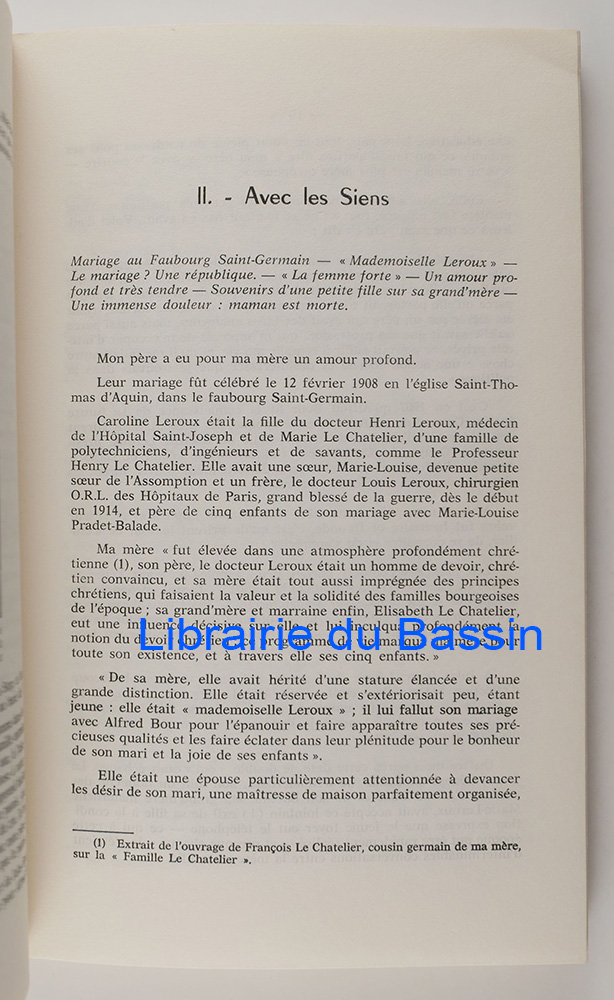 II. - Avec les Siens
Mariage au Faubourg Saint-Germain — « Mademoiselle Leroux » —
Le mariage ? Une république. — « La femme forte » — Un amour pro-
fond et très tendre — Souvenirs d'une petite fille sur sa grand'mère —
Une immense douleur : maman est morte.
Mon père a eu pour ma mère un amour profond.
Leur mariage fût célébré le 12 février 1908 en l'église Saint-Tho-
mas d'Aquin, dans le faubourg Saint-Germain.
Caroline Leroux était la fille du docteur Henri Leroux, médecin
de l'Hôpital Saint-Joseph et de Marie Le Chatelier, d'une famille de
polytechniciens, d'ingénieurs et de savants, comme le Professeur
Henry Le Chatelier. Elle avait une sœur, Marie-Louise, devenue petite
sœur de l'Assomption et un frère, le docteur Louis Leroux, chirurgien
O.R.L. des Hôpitaux de Paris, grand blessé de la guerre, dès le début
en 1914, et père de cinq enfants de son mariage avec Marie-Louise
Pradet-Balade.
Ma mère « fut élevée dans une atmosphère profondément chré-
tienne (1), son père, le docteur Leroux était un homme de devoir, chré-
tien convaincu, et sa mère était tout aussi imprégnée des principes
chrétiens, qui faisaient la valeur et la solidité des familles bourgeoises
de l'époque ; sa grand'mère et marraine enfin, Elisabeth Le Chatelier,
eut une influence décisive sur elle et lui inculqua profondément la
notion du devoir chrétien ; ce programme de vie marqua ma mère pour
toute son existence, et à travers elle ses cinq enfants. »
Librairie du Bassin
« De sa mère, elle avait hérité d'une stature élancée et d'une
grande distinction. Elle était réservée et s'extériorisait peu, étant
jeune : elle était « mademoiselle Leroux » ; il lui fallut son mariage
avec Alfred Bour pour l'épanouir et faire apparaître toutes ses pré-
cieuses qualités et les faire éclater dans leur plénitude pour le bonheur
de son mari et la joie de ses enfants ».
Elle était une épouse particulièrement attentionnée à devancer
les désir de son mari, une maîtresse de maison parfaitement organisée,
(1) Extrait de l'ouvrage de François Le Chatelier, cousin germain de ma mère,
sur la « Famille Le Chatelier ».